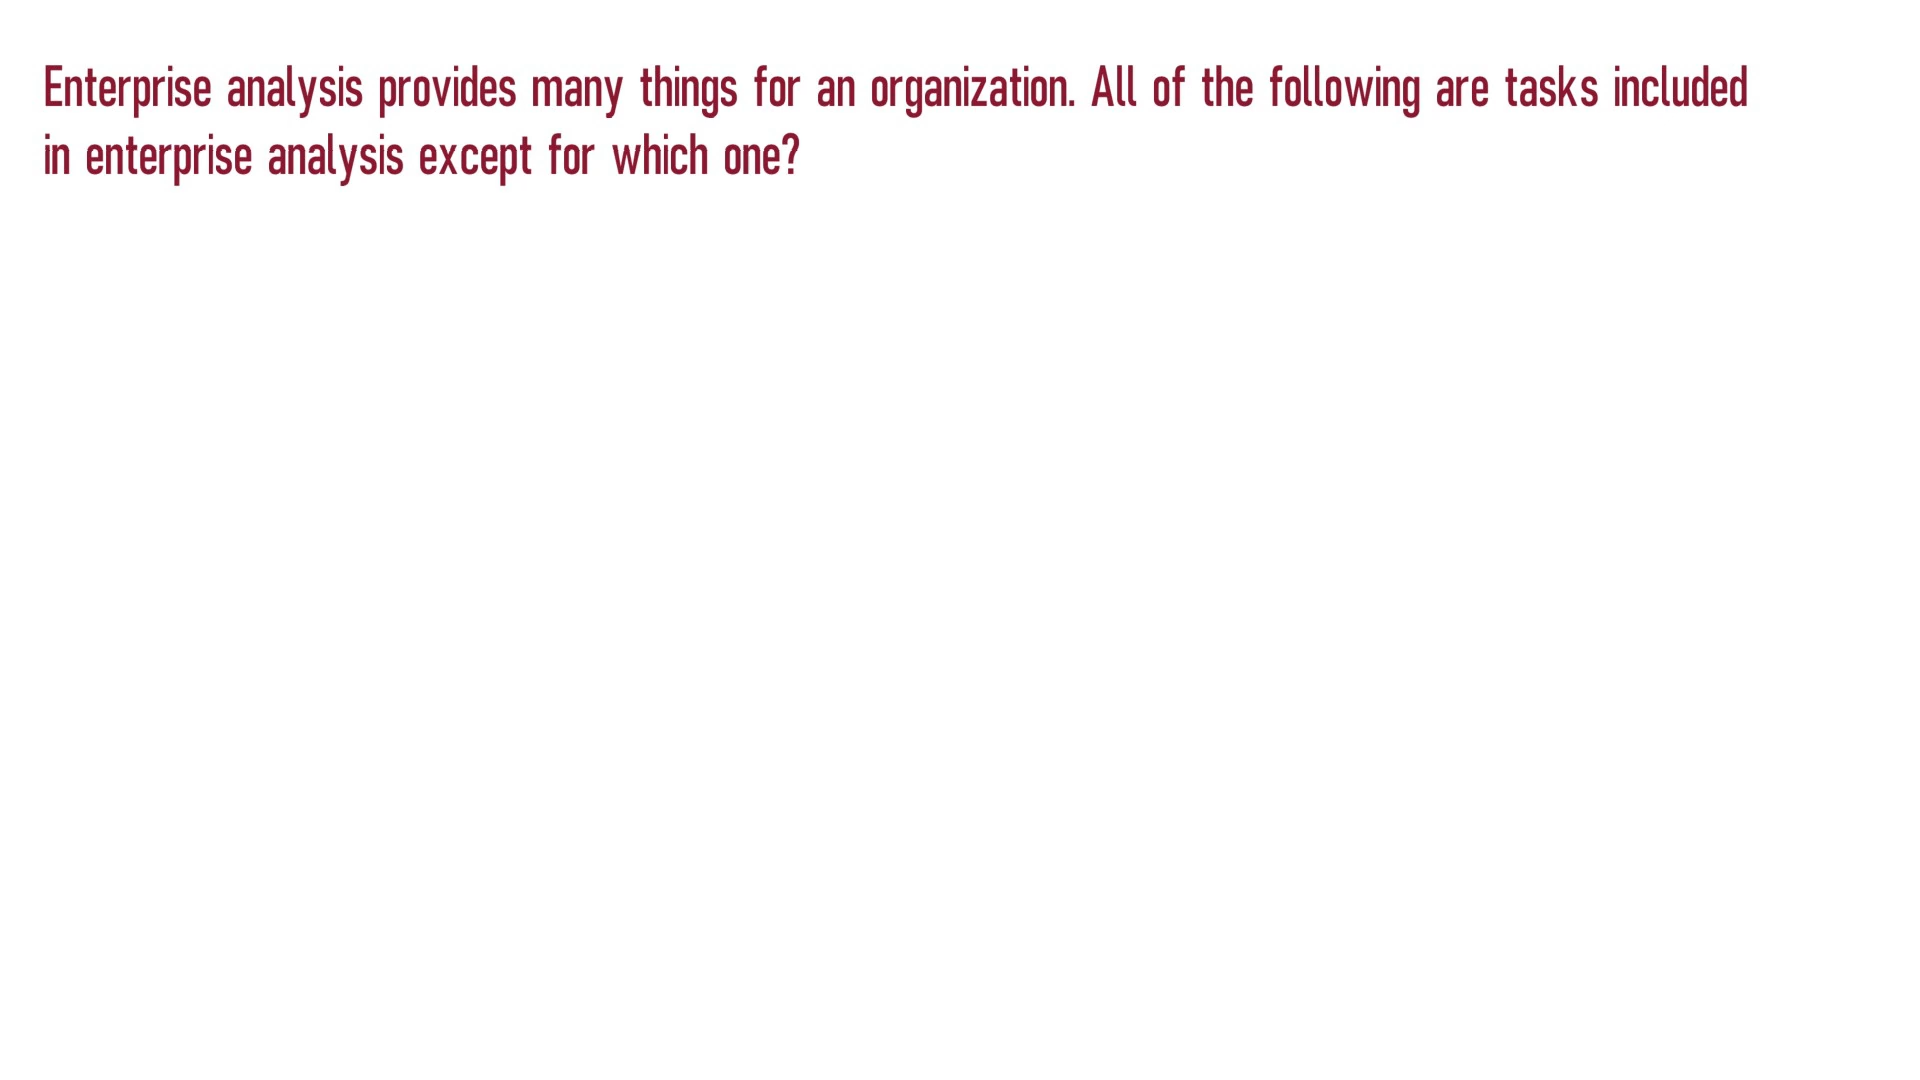 Enterprise analysis provides many things for an organization. All of the following are tasks included
in enterprise analysis except for which one?